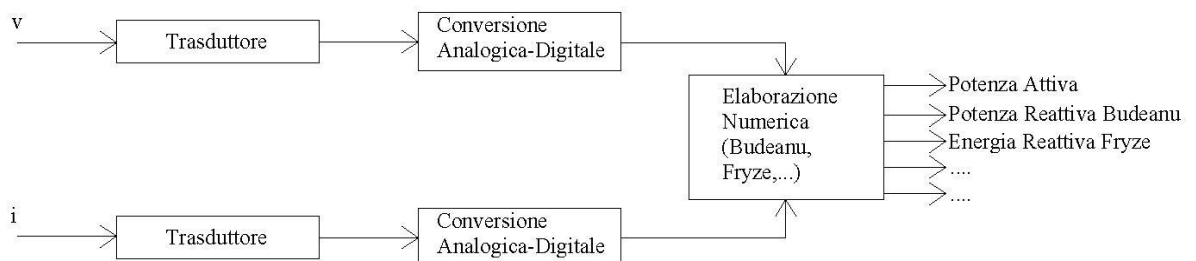 v
Trasduttore
Conversione
Analogica-Digitale
Elaborazione
Numerica
(Budeanu,
Fryze,...)
Potenza Attiva
Potenza Reattiva Budeanu
Energia Reattiva Fryze
....
....
i
Trasduttore
Conversione
Analogica-Digitale